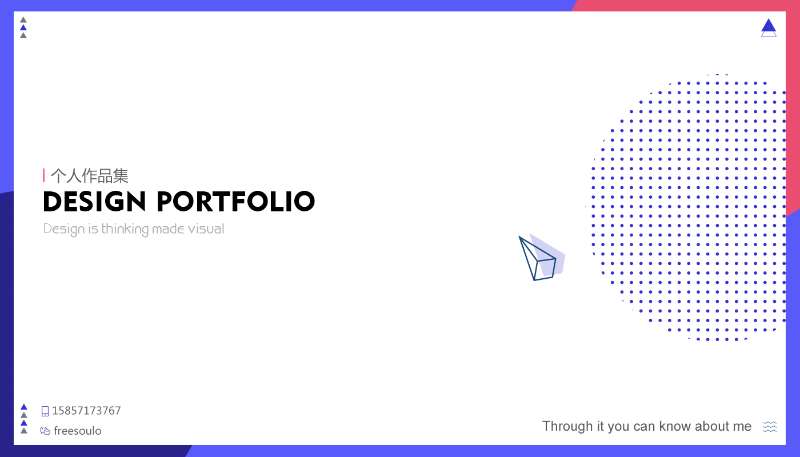 个人作品集
DESIGN PORTFOLIO
Design is thinking made visual
15857173767
freesoulo
Through it you can know about me